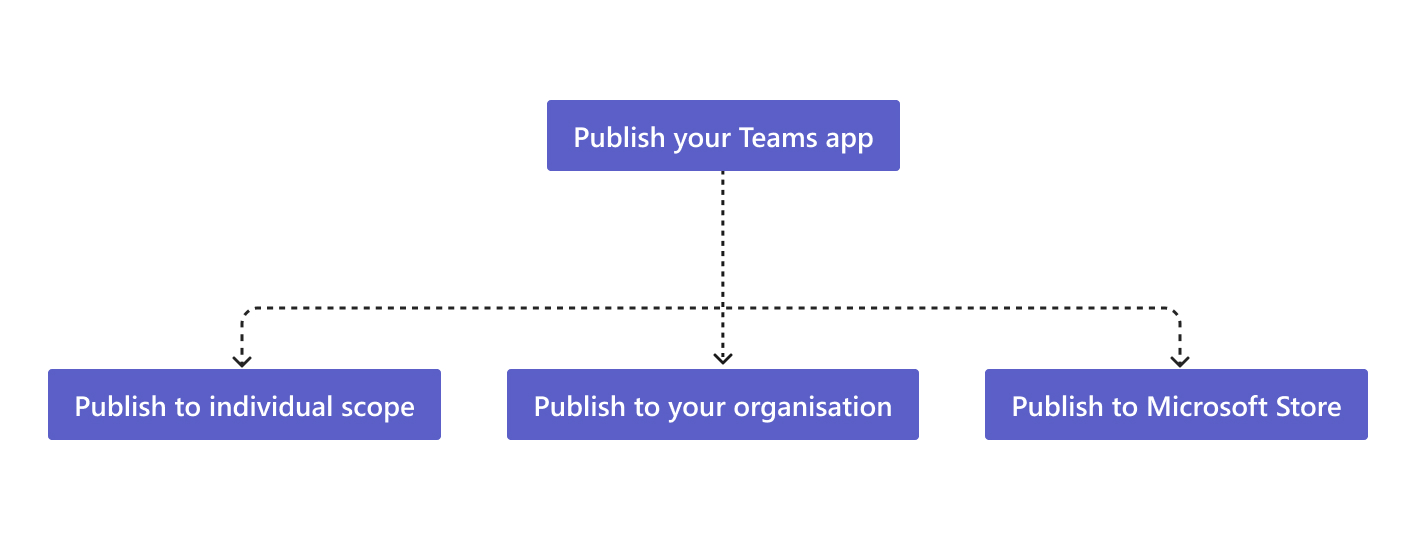 Publish your Teams app
Publish to individual scope
Publish to your organisation
Publish to Microsoft Store